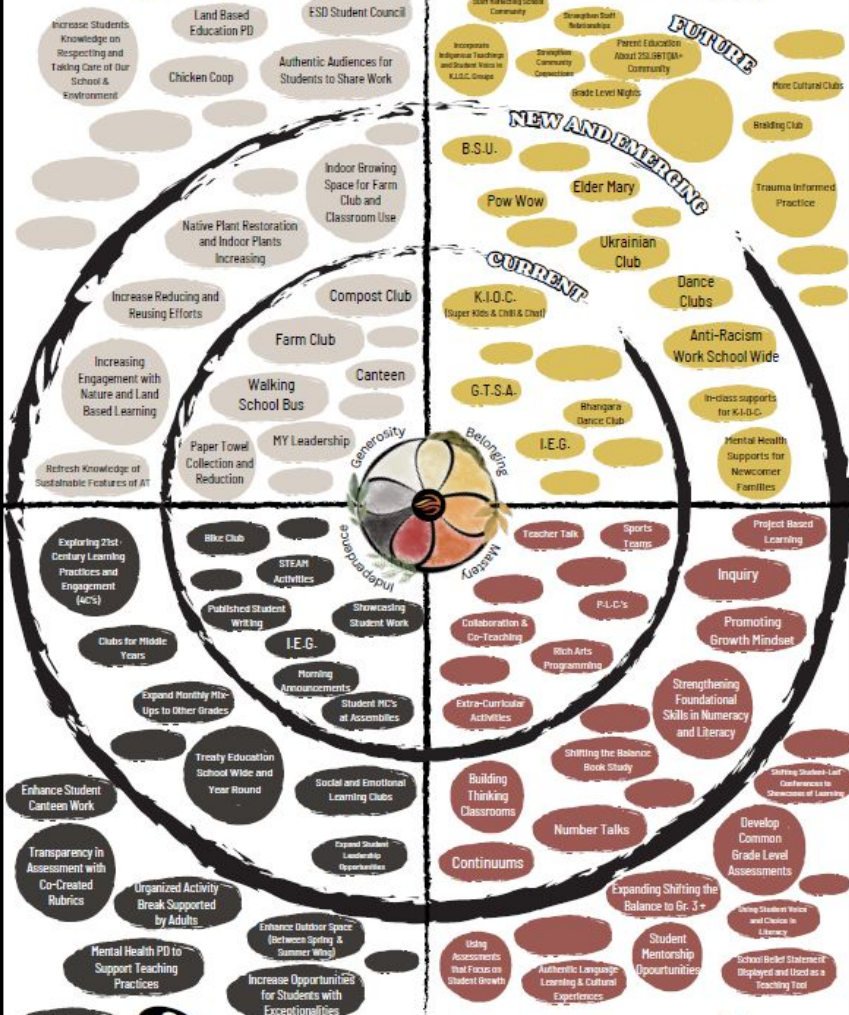 Increase Students
Knowledge on
Respecting and
Taking Care of Our
School &
Environment
Land Based
Education PD
ESD Student Council
Chicken Coop
Authentic Audiences for
Students to Share Work
Indoor Growing
Space for Farm
Club and
Classroom Use
Native Plant Restoration
and Indoor Plants
Increasing
Increase Reducing and
Reusing Efforts
Compost Club
Farm Club
Increasing
Engagement with
Nature and Land
Based Learning
Walking
School Bus
Canteen
Paper Towel
Collection and
Reduction
MY Leadership
Refresh Knowledge of
Sustainable Features of AT
Staff Reflecting School
Community
Strengthen Staff
Relationships
FUTURE
Incorporate
Indigenous Teachings
and Student Voice in
K.I.O.C. Groups
Strengthen
Community
Connections
Parent Education
About 2SLGBTQIA+
Community
Grade Level Nights
More Cultural Clubs
Braiding Club
NEW AND EMERGING
B.S.U.
Elder Mary
Pow Wow
Trauma Informed
Practice
Ukrainian
Club
CURRENT
K.I.O.C.
(Super Kids & Chill & Chat)
Dance
Clubs
Anti-Racism
Work School Wide
G.T.S.A.
Bhangara
Dance Club
In-class supports
for K-I-O-C-
I.E.G.
Mental Health
Supports for
Newcomer
Families
Generosity
Belonging
Independence
Mastery
Exploring 21st-
Century Learning
Practices and
Engagement
(4C's)
Bike Club
STEAM
Activities
Published Student
Writing
Showcasing
Student Work
I.E.G.
Clubs for Middle
Years
Morning
Announcements
Expand Monthly Mix-
Ups to Other Grades
Student MC's
at Assemblies
Treaty Education
School Wide and
Year Round
Social and Emotional
Learning Clubs
Enhance Student
Canteen Work
Expand Student
Leadership
Opportunities
Transparency in
Assessment with
Co-Created
Rubrics
Organized Activity
Break Supported
by Adults
Enhance Outdoor Space
(Between Spring &
Summer Wing)
Mental Health PD to
Support Teaching
Practices
Increase Opportunities
for Students with
Exceptionalities
Teacher Talk
Sports
Teams
Project Based
Learning
Inquiry
P-L-C's
Collaboration &
Co-Teaching
Promoting
Growth Mindset
Rich Arts
Programming
Strengthening
Foundational
Skills in Numeracy
and Literacy
Extra-Curricular
Activities
Shifting the Balance
Book Study
Shifting Student-Led
Conferences to
Showcases of Learning
Building
Thinking
Classrooms
Number Talks
Develop
Common
Grade Level
Assessments
Continuums
Expanding Shifting the
Balance to Gr. 3+
Using Student Voice
and Choice in
Literacy
Using
Assessments
that Focus on
Student Growth
Student
Mentorship
Opourtunities
Authentic Language
Learning & Cultural
Experiences
School Belief Statement
Displayed and Used as a
Teaching Tool